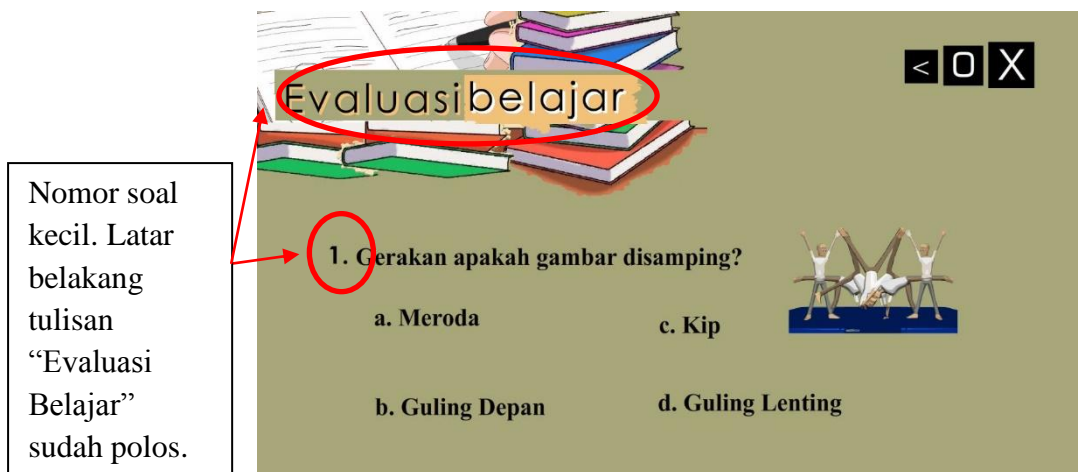 Evaluasi belajar
< O X
Nomor soal
kecil. Latar
belakang
tulisan
“Evaluasi
Belajar”
sudah polos.
1. Gerakan apakah gambar disamping?
a. Meroda
c. Kip
b. Guling Depan
d. Guling Lenting